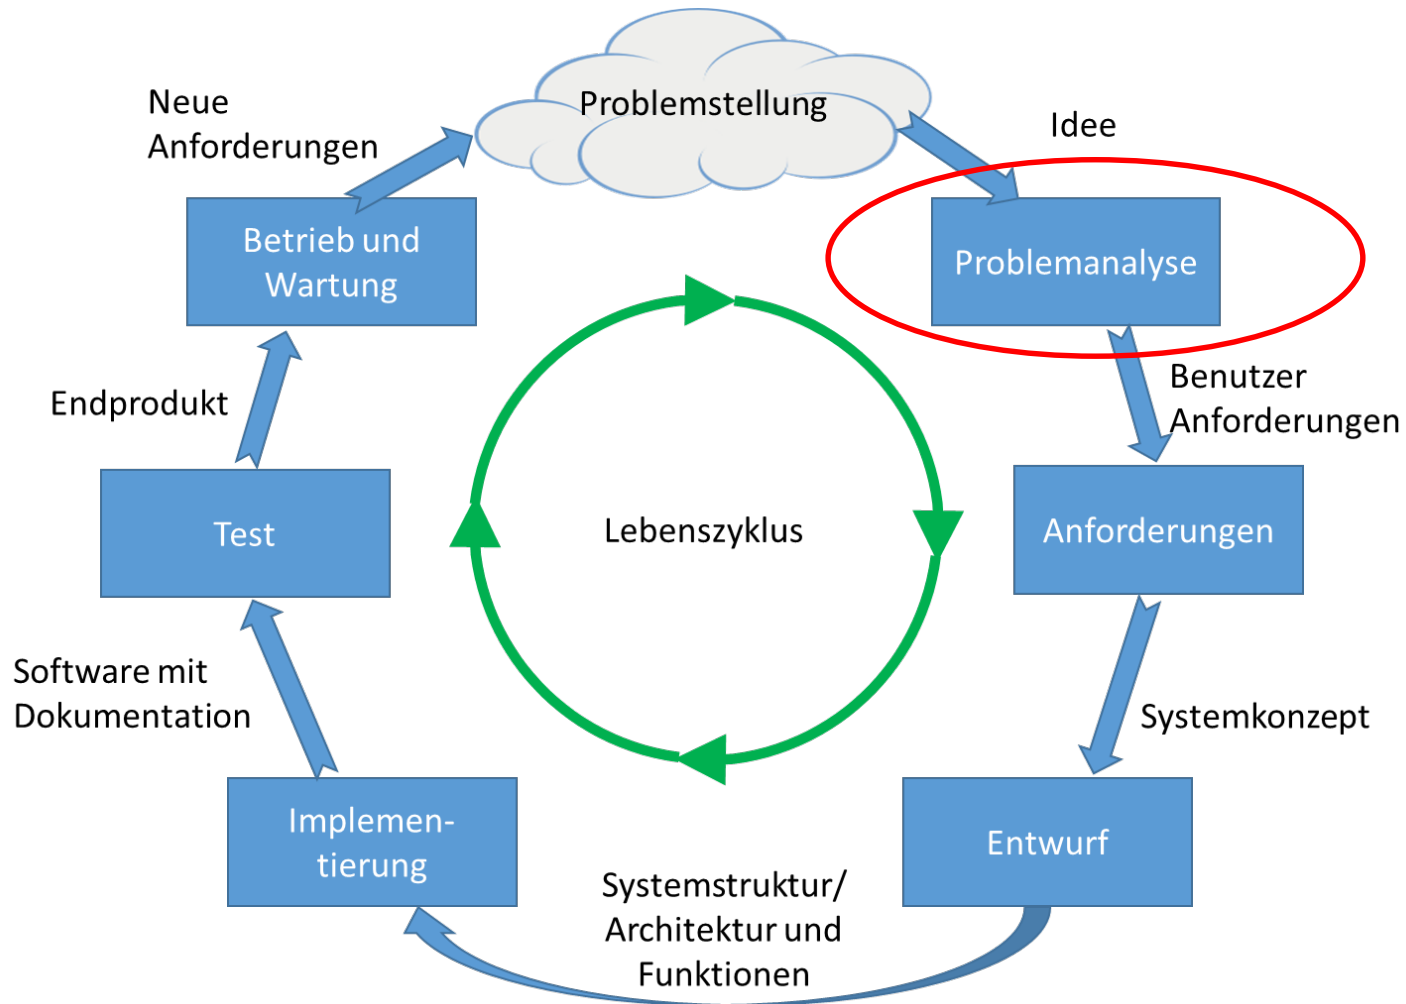 Problemstellung
Idee
Problemanalyse
Benutzer
Anforderungen
Anforderungen
Systemkonzept
Entwurf
Systemstruktur/
Architektur und
Funktionen
Implemen-
tierung
Software mit
Dokumentation
Test
Endprodukt
Betrieb und
Wartung
Neue
Anforderungen
Lebenszyklus